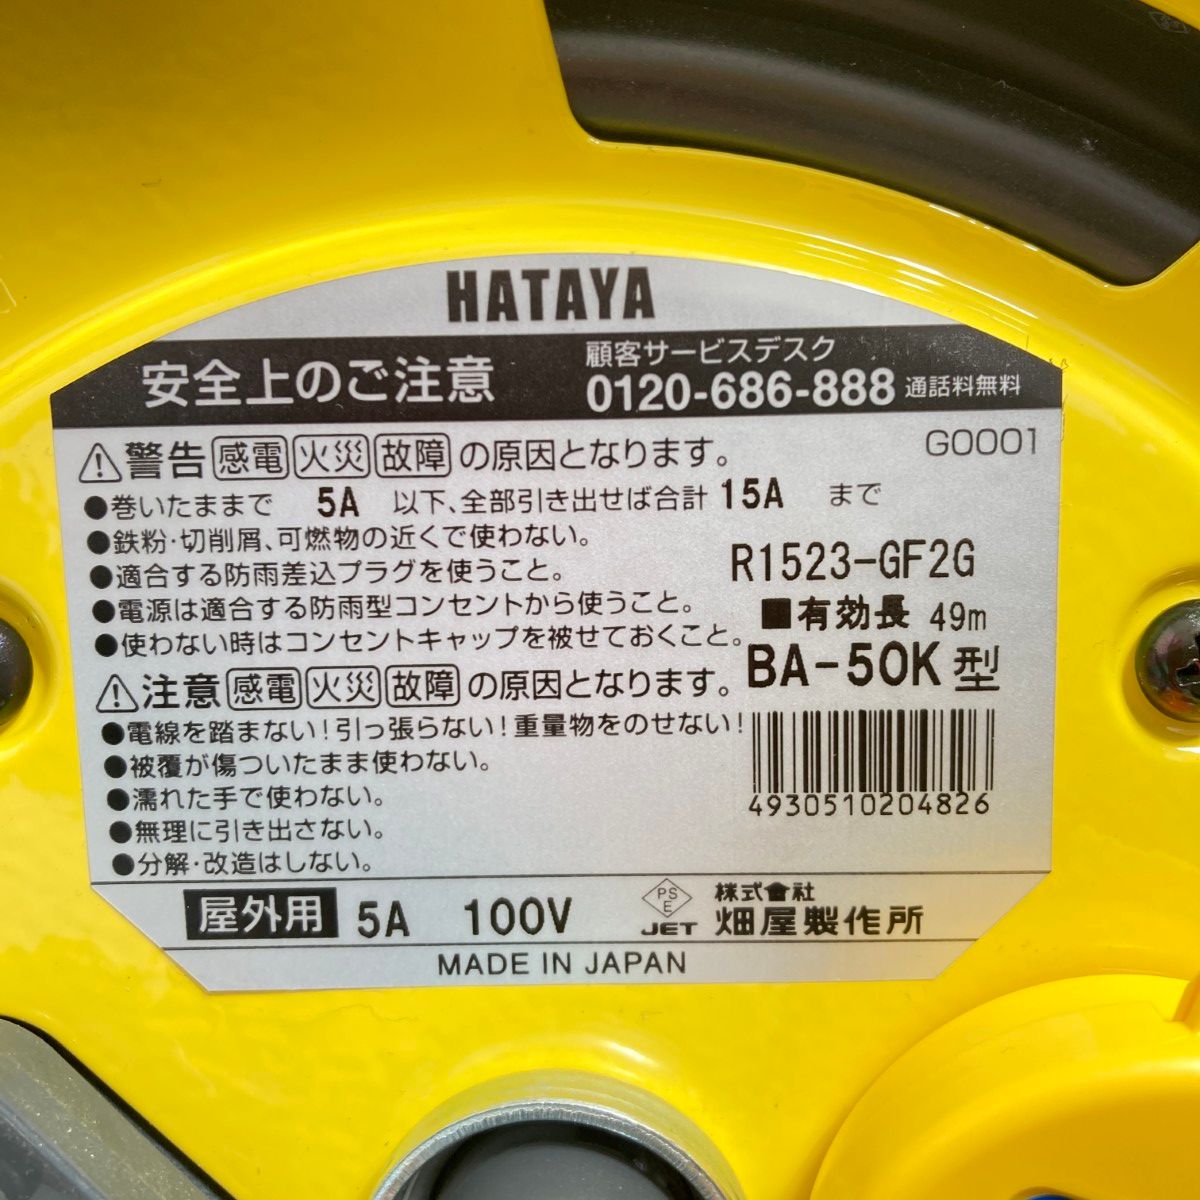 HATAYA
安全上のご注意
顧客サービスデスク
0120-686-888 通話料無料
警告 感電 火災 故障 の原因となります。
G0001
●巻いたままで 5A 以下、全部引き出せば合計 15A まで
●鉄粉・切削屑、可燃物の近くで使わない。
●適合する防雨差込プラグを使うこと。
●電源は適合する防雨型コンセントから使うこと。
●使わない時はコンセントキャップを被せておくこと。
R1523-GF2G
■有効長 49m
BA-50K 型
注意 感電 火災 故障 の原因となります。
●電線を踏まない!引っ張らない!重量物をのせない!
●被覆が傷ついたまま使わない。
●濡れた手で使わない。
●無理に引き出さない。
●分解・改造はしない。
4930510204826
屋外用 5A 100V
PS
E
JET
株式会社
畑屋製作所
MADE IN JAPAN